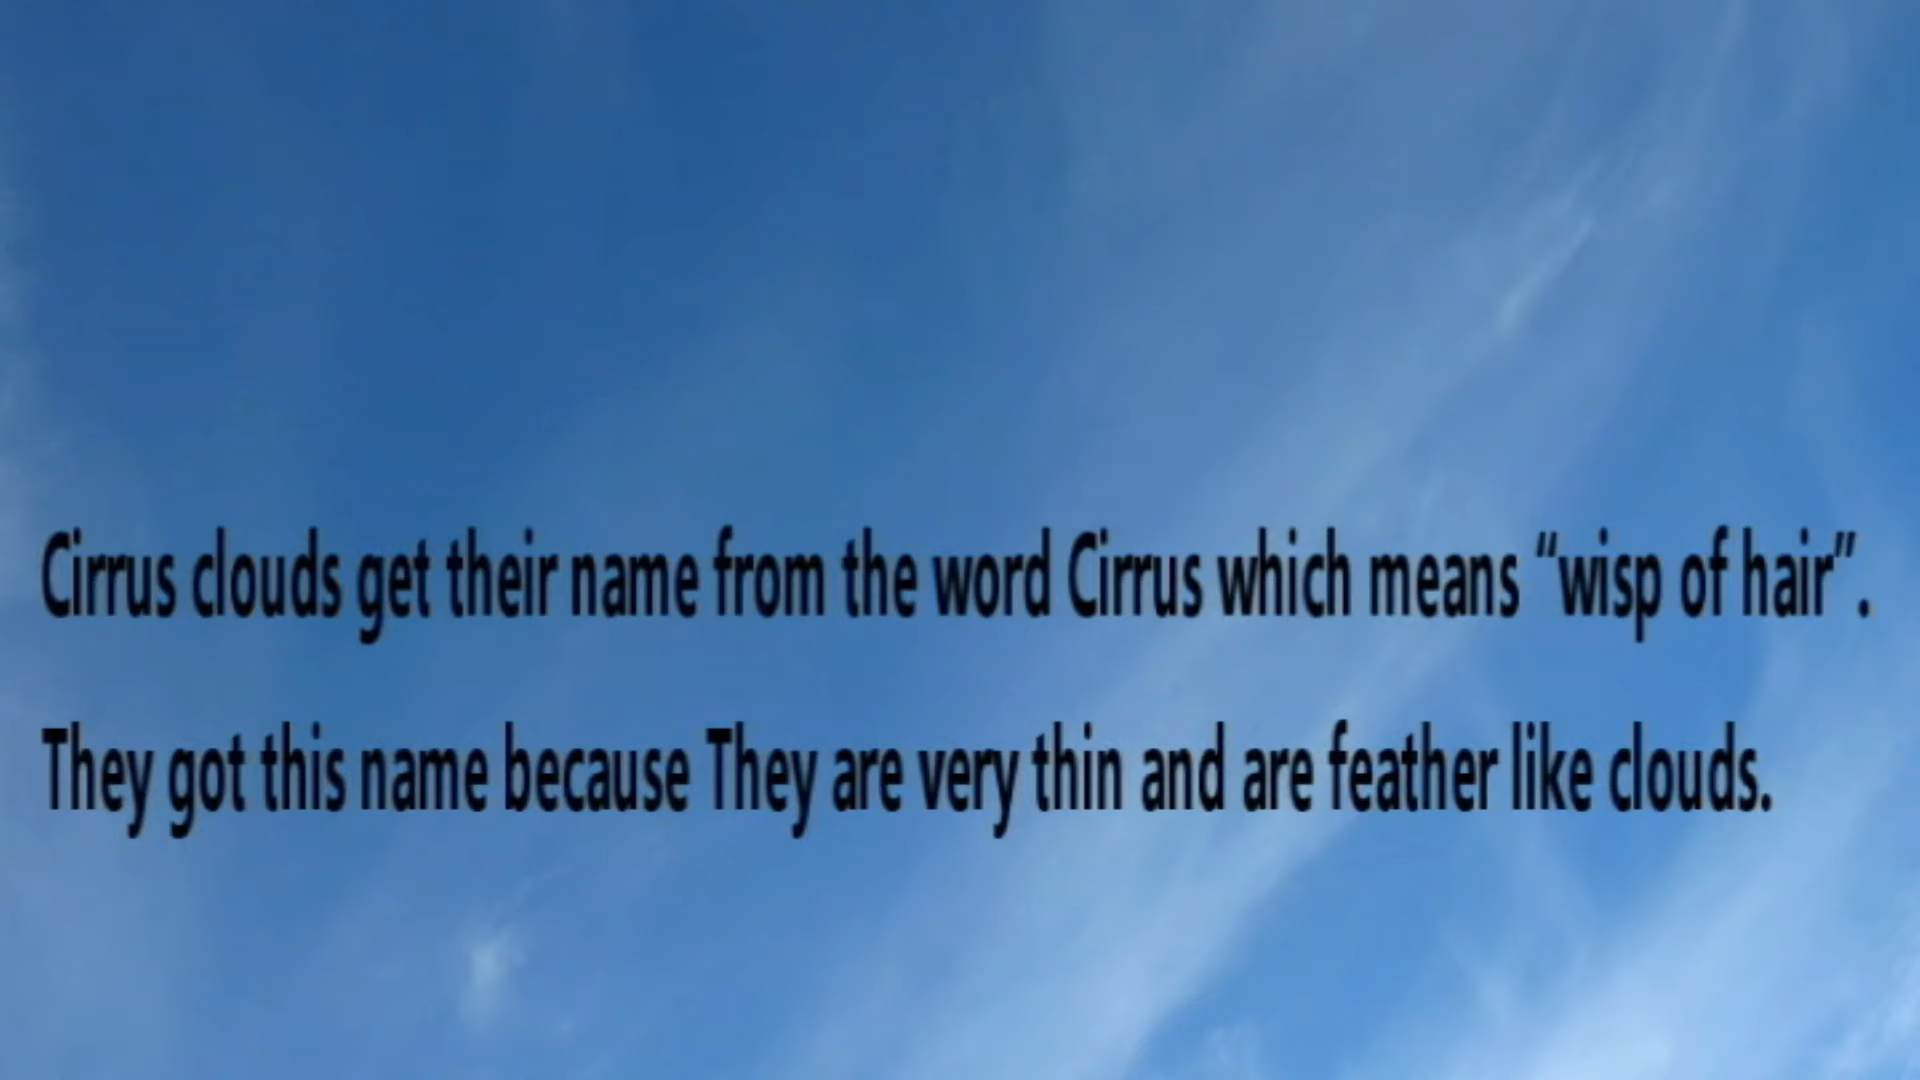 Cirrus clouds get their name from the word Cirrus which means “wisp of hair”.
They got this name because They are very thin and are feather like clouds.